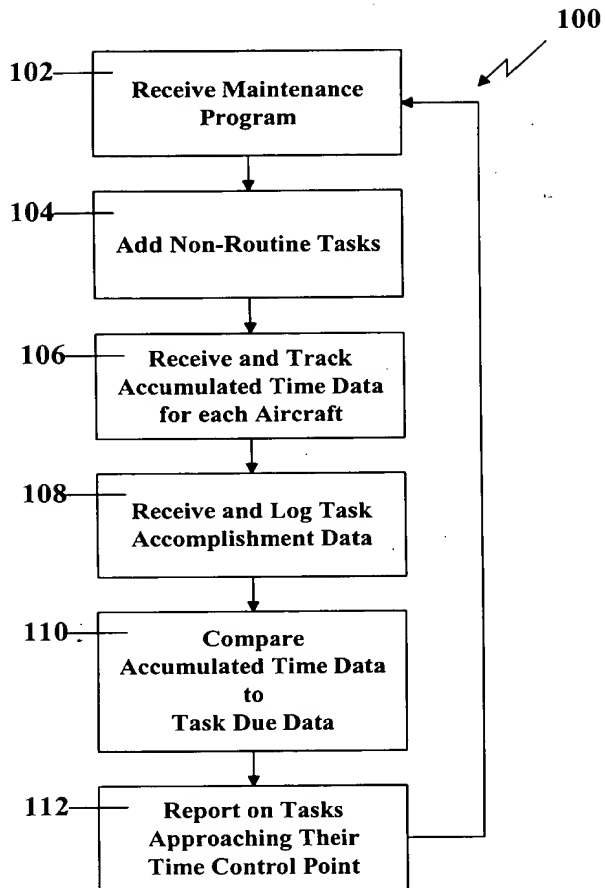 100
102
Receive Maintenance
Program
104
Add Non-Routine Tasks
106
Receive and Track
Accumulated Time Data
for each Aircraft
108
Receive and Log Task
Accomplishment Data
110
Compare
Accumulated Time Data
to
Task Due Data
112
Report on Tasks
Approaching Their
Time Control Point